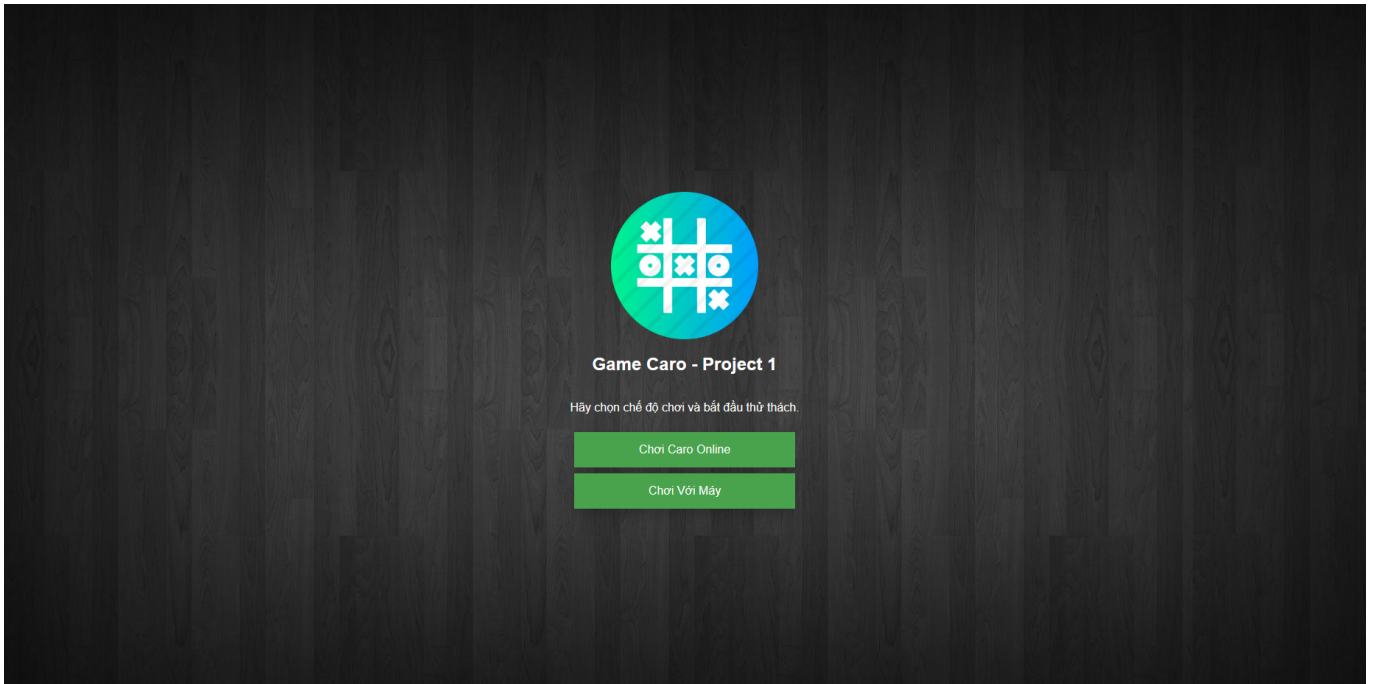 Game Caro - Project 1
Hãy chọn chế độ chơi và bắt đầu thử thách.
Chơi Caro Online
Chơi Với Máy